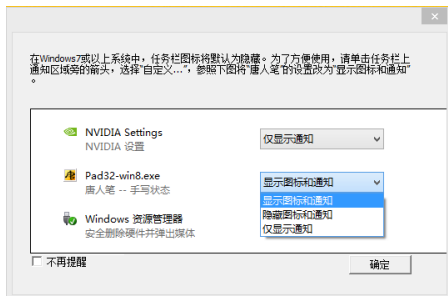 在Windows7或以上系统中，任务栏图标将默认为隐藏。为了方便使用，请单击任务栏上
通知区域旁的箭头，选择"自定义…"，参照下图将"唐人笔"的设置改为"显示图标和通知"
。
NVIDIA Settings
NVIDIA 设置
仅显示通知
Pad32-win8.exe
唐人笔 -- 手写状态
显示图标和通知
显示图标和通知
隐藏图标和通知
仅显示通知
Windows 资源管理器
安全删除硬件并弹出媒体
不再提醒
确定